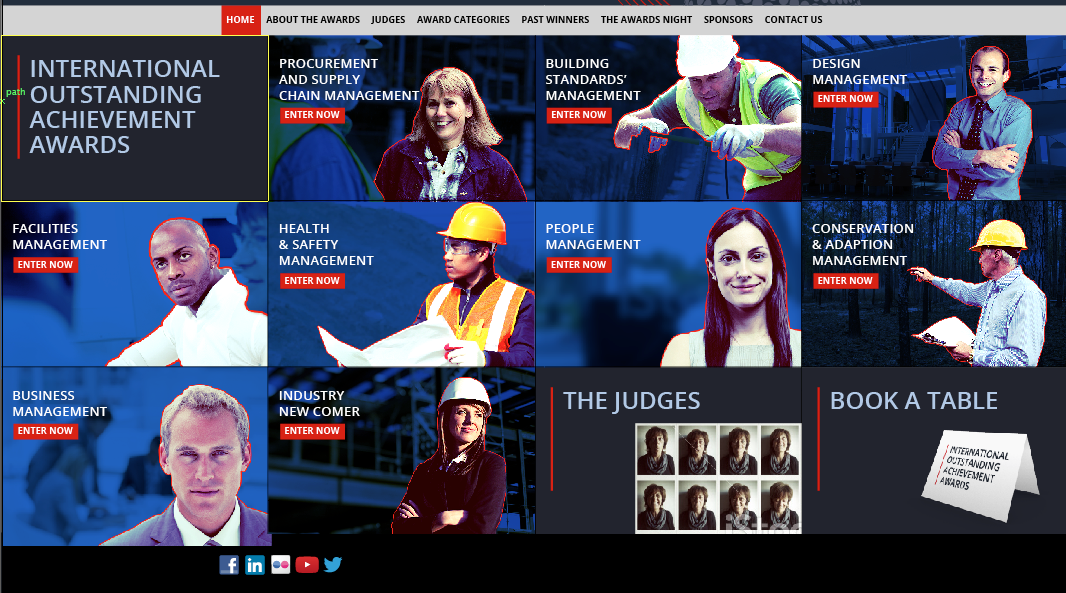 HOME ABOUT THE AWARDS JUDGES AWARD CATEGORIES PAST WINNERS THE AWARDS NIGHT SPONSORS CONTACT US
path
INTERNATIONAL
OUTSTANDING
ACHIEVEMENT
AWARDS
PROCUREMENT
AND SUPPLY
CHAIN MANAGEMENT
ENTER NOW
BUILDING
STANDARDS’
MANAGEMENT
ENTER NOW
DESIGN
MANAGEMENT
ENTER NOW
FACILITIES
MANAGEMENT
ENTER NOW
HEALTH
& SAFETY
MANAGEMENT
ENTER NOW
PEOPLE
MANAGEMENT
ENTER NOW
CONSERVATION
& ADAPTION
MANAGEMENT
ENTER NOW
BUSINESS
MANAGEMENT
ENTER NOW
INDUSTRY
NEW COMER
ENTER NOW
THE JUDGES
BOOK A TABLE
INTERNATIONAL
OUTSTANDING
ACHIEVEMENT
AWARDS
f in